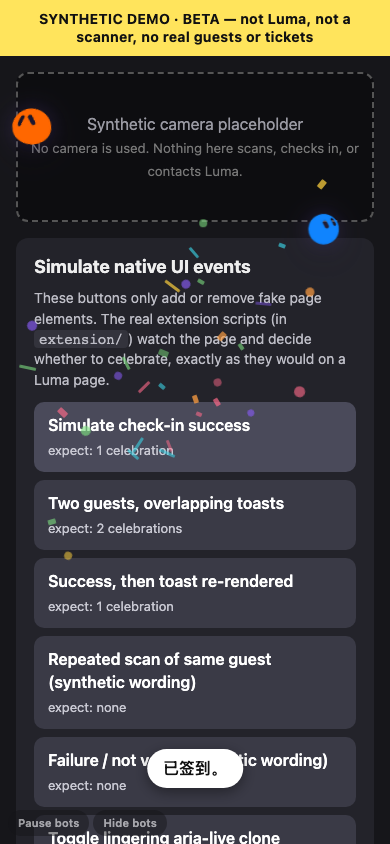 SYNTHETIC DEMO · BETA — not Luma, not a
scanner, no real guests or tickets
Synthetic camera placeholder
No camera is used. Nothing here scans, checks in, or
contacts Luma.
Simulate native UI events
These buttons only add or remove fake page
elements. The real extension scripts (in
extension/ ) watch the page and decide
whether to celebrate, exactly as they would on a
Luma page.
Simulate check-in success
expect: 1 celebration
Two guests, overlapping toasts
expect: 2 celebrations
Success, then toast re-rendered
expect: 1 celebration
Repeated scan of same guest
(synthetic wording)
expect: none
Failure / not v
ic wording)
已签到。
expect: none
Pause bots
Hide bots
Toggle lingering aria-live clone